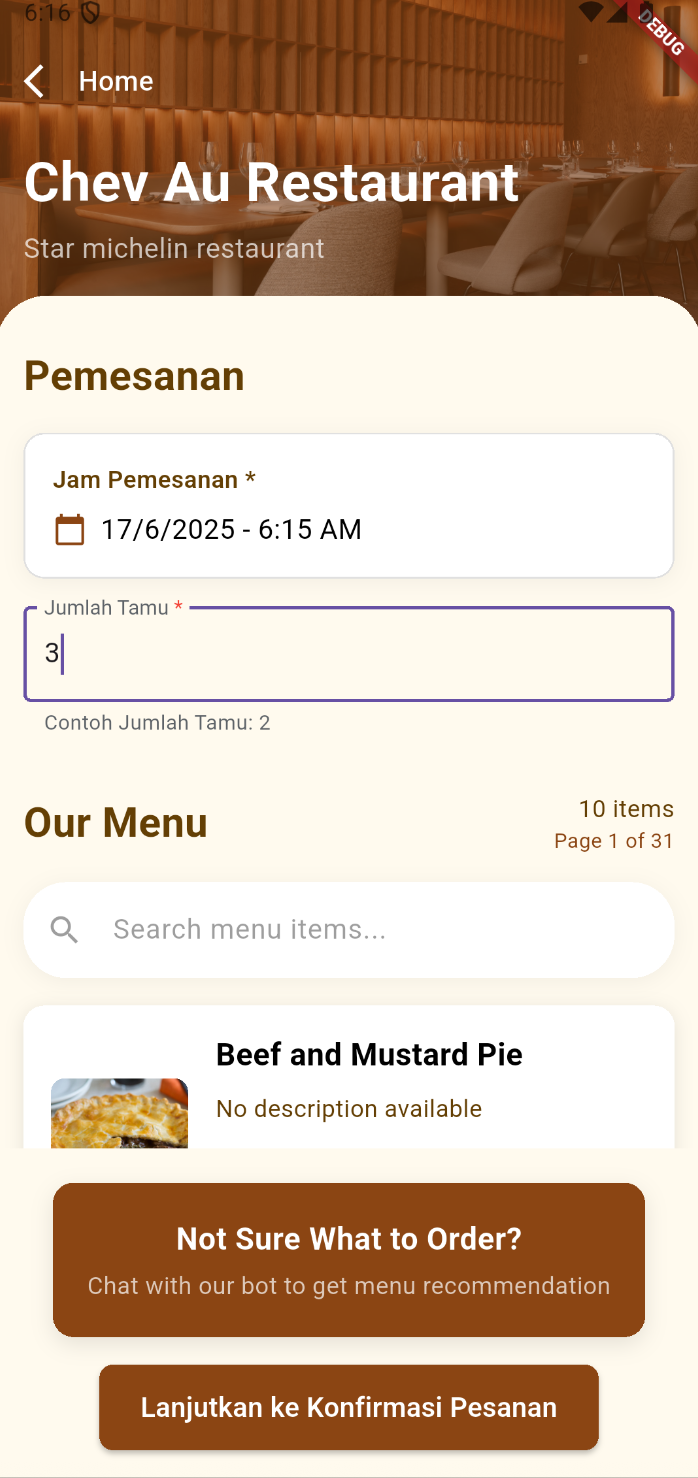 6:16
DEBUG
Home
Chev Au Restaurant
Star michelin restaurant
Pemesanan
Jam Pemesanan *
17/6/2025 - 6:15 AM
Jumlah Tamu *
3
Contoh Jumlah Tamu: 2
Our Menu
10 items
Page 1 of 31
Search menu items...
Beef and Mustard Pie
No description available
Not Sure What to Order?
Chat with our bot to get menu recommendation
Lanjutkan ke Konfirmasi Pesanan